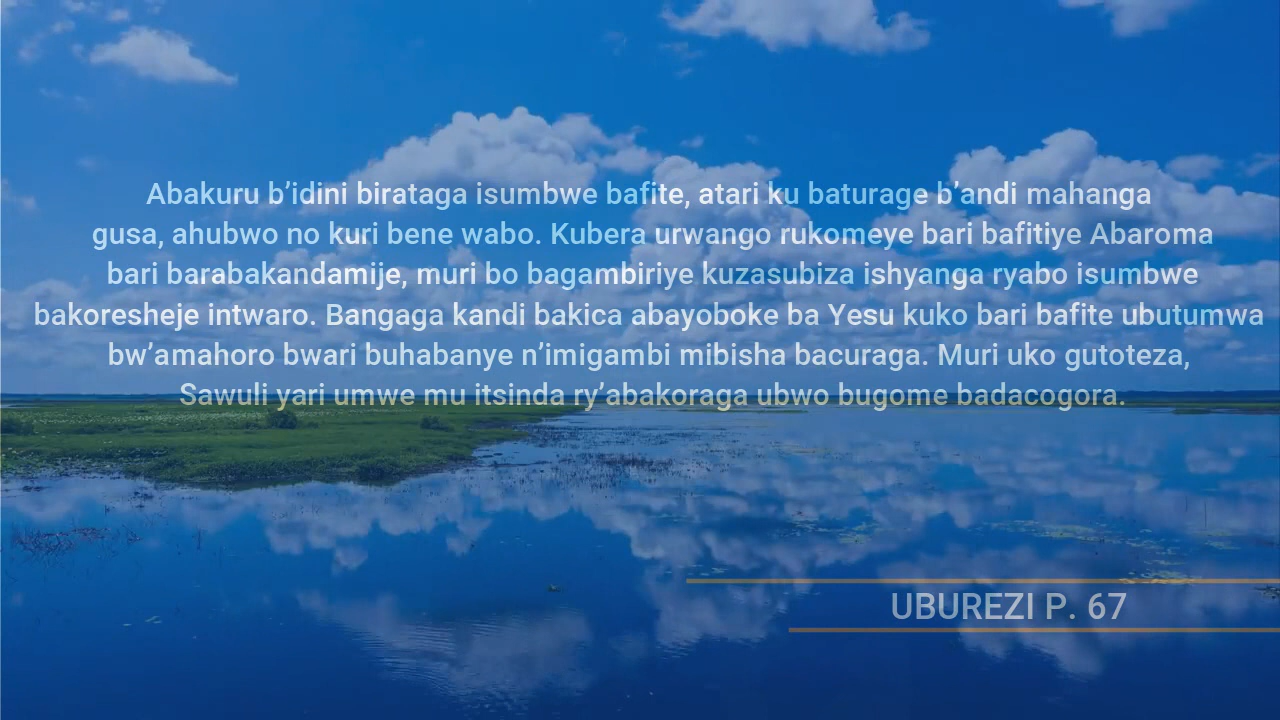 Abakuru b’idini birataga isumbwe bafite, atari ku baturage b’andi mahanga
gusa, ahubwo no kuri bene wabo. Kubera urwango rukomeye bari bafitiye Abaroma
bari barabakandamije, muri bo bagambiriye kuzasubiza ishyanga ryabo isumbwe
bakoresheje intwaro. Bangaga kandi bakica abayoboke ba Yesu kuko bari bafite ubutumwa
bw’amahoro bwari buhabanye n’imigambi mibisha bacuraga. Muri uko gutoteza,
Sawuli yari umwe mu itsinda ry’abakoraga ubwo bugome badacogora.
UBUREZI P. 67